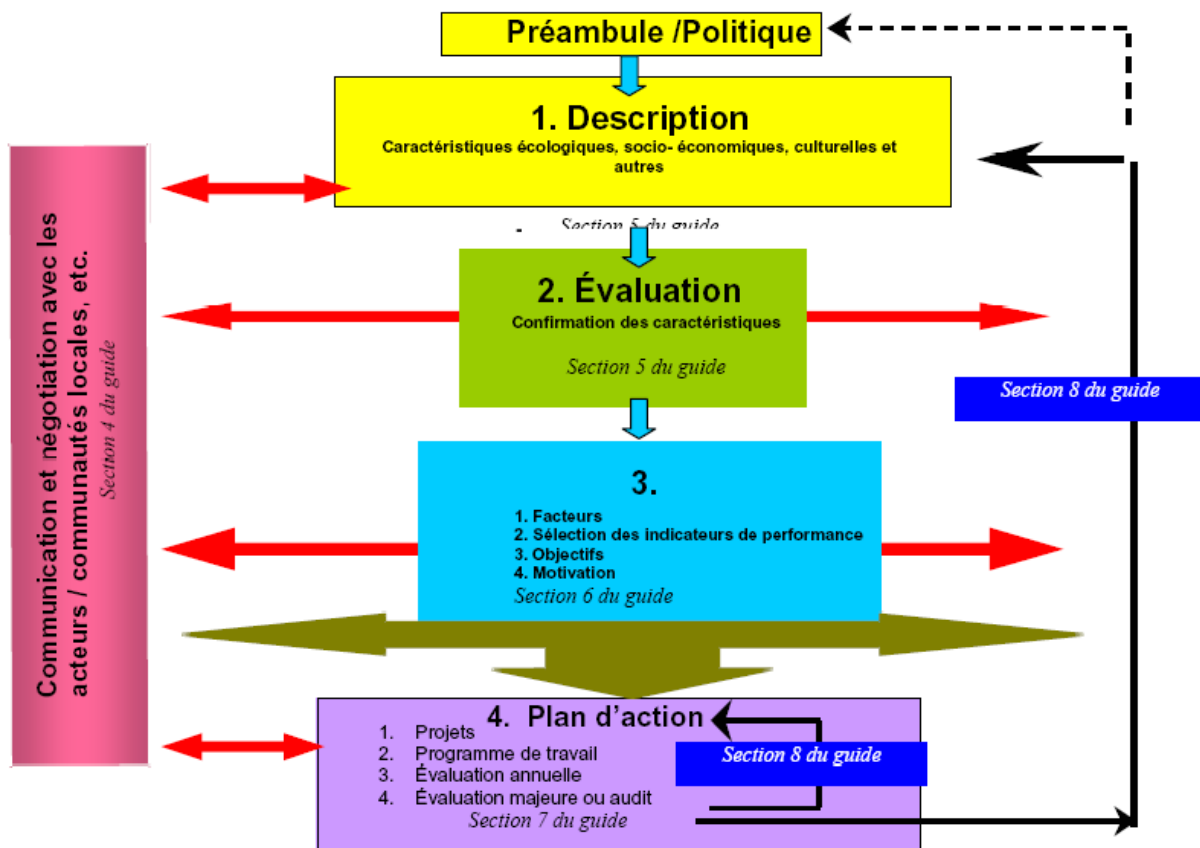 Préambule /Politique
1. Description
Caractéristiques écologiques, socio- économiques, culturelles et
autres
Section 5 du guide
2. Évaluation
Confirmation des caractéristiques
Section 5 du guide
3.
1. Facteurs
2. Sélection des indicateurs de performance
3. Objectifs
4. Motivation
Section 6 du guide
4. Plan d'action
1. Projets
2. Programme de travail
3. Évaluation annuelle
4. Évaluation majeure ou audit
Section 7 du guide
Section 8 du guide
Section 8 du guide
Communication et négotiation avec les
acteurs / communautés locales, etc.
Section 4 du guide